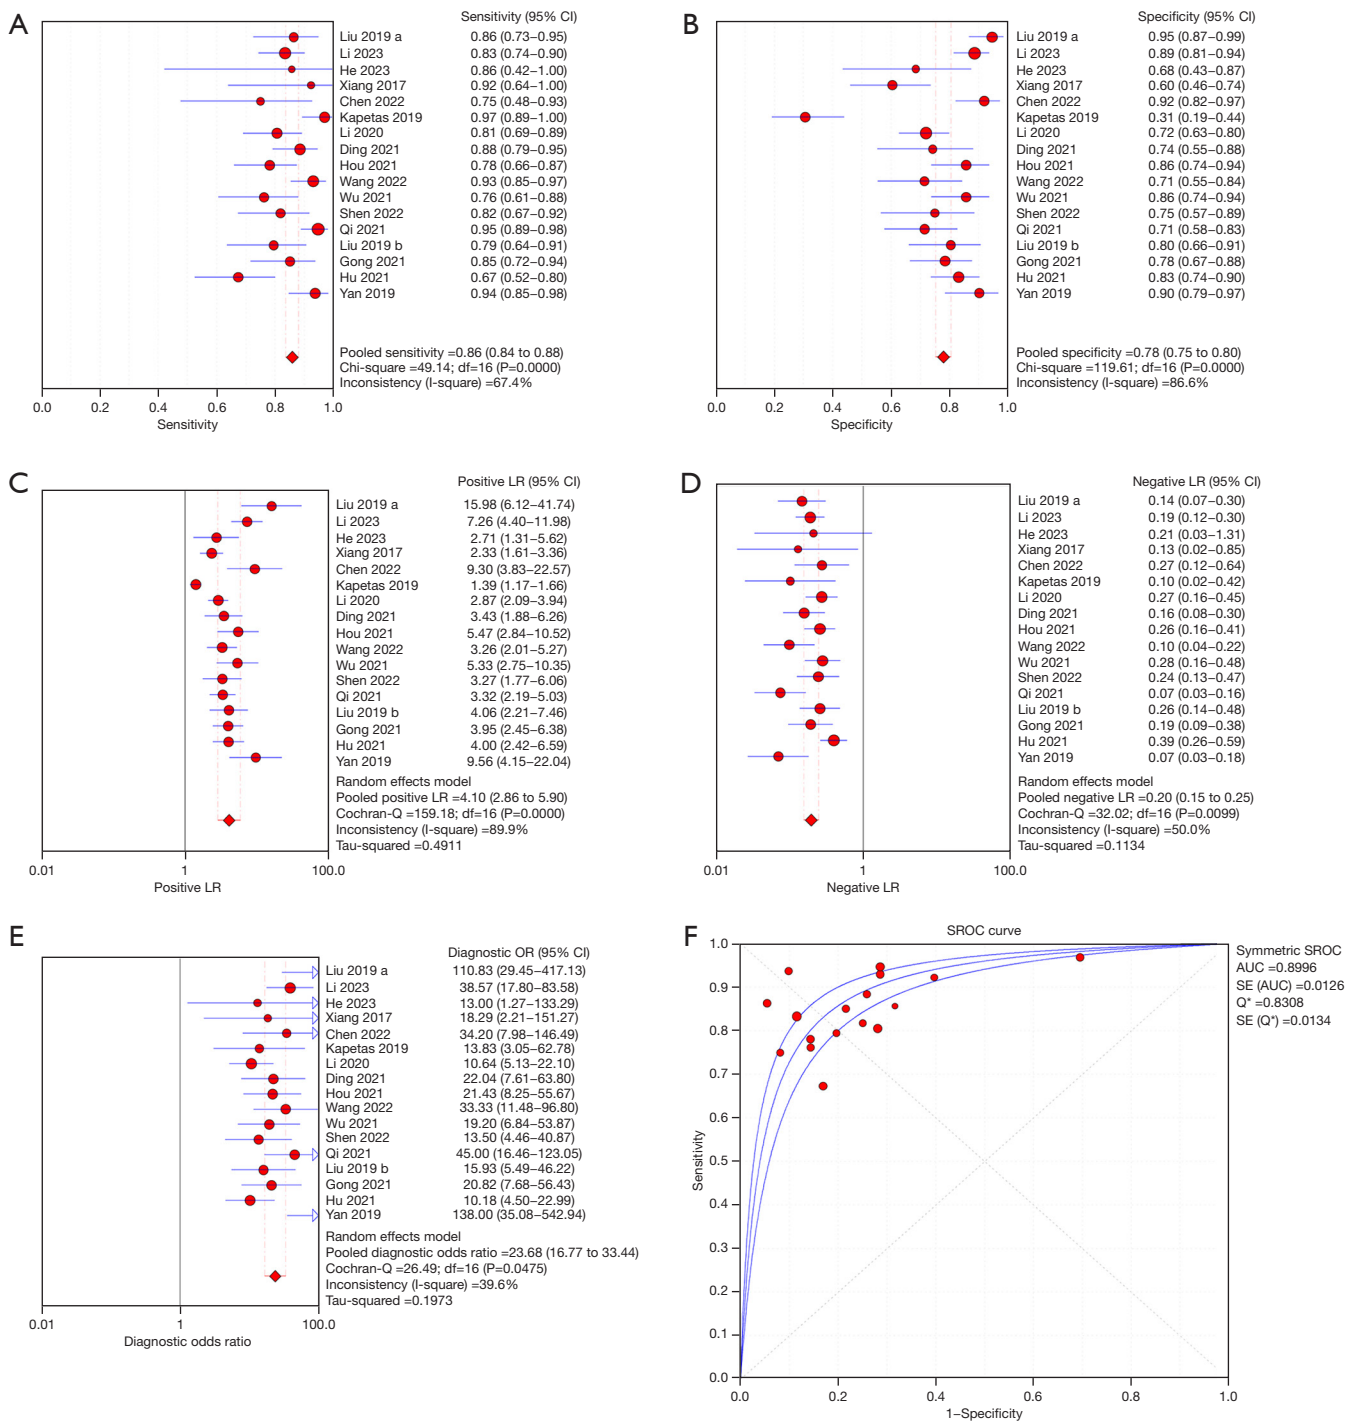 A
Sensitivity (95% CI)
Liu 2019 a 0.86 (0.73–0.95)
Li 2023 0.83 (0.74–0.90)
He 2023 0.86 (0.42–1.00)
Xiang 2017 0.92 (0.64–1.00)
Chen 2022 0.75 (0.48–0.93)
Kapetas 2019 0.97 (0.89–1.00)
Li 2020 0.81 (0.69–0.89)
Ding 2021 0.88 (0.79–0.95)
Hou 2021 0.78 (0.66–0.87)
Wang 2022 0.93 (0.85–0.97)
Wu 2021 0.76 (0.61–0.88)
Shen 2022 0.82 (0.67–0.92)
Qi 2021 0.95 (0.89–0.98)
Liu 2019 b 0.79 (0.64–0.91)
Gong 2021 0.85 (0.72–0.94)
Hu 2021 0.67 (0.52–0.80)
Yan 2019 0.94 (0.85–0.98)
Pooled sensitivity =0.86 (0.84 to 0.88)
Chi-square =49.14; df=16 (P=0.0000)
Inconsistency (I-square) =67.4%
0.0 0.2 0.4 0.6 0.8 1.0
Sensitivity
B
Specificity (95% CI)
Liu 2019 a 0.95 (0.87–0.99)
Li 2023 0.89 (0.81–0.94)
He 2023 0.68 (0.43–0.87)
Xiang 2017 0.60 (0.46–0.74)
Chen 2022 0.92 (0.82–0.97)
Kapetas 2019 0.31 (0.19–0.44)
Li 2020 0.72 (0.63–0.80)
Ding 2021 0.74 (0.55–0.88)
Hou 2021 0.86 (0.74–0.94)
Wang 2022 0.71 (0.55–0.84)
Wu 2021 0.86 (0.74–0.94)
Shen 2022 0.75 (0.57–0.89)
Qi 2021 0.71 (0.58–0.83)
Liu 2019 b 0.80 (0.66–0.91)
Gong 2021 0.78 (0.67–0.88)
Hu 2021 0.83 (0.74–0.90)
Yan 2019 0.90 (0.79–0.97)
Pooled specificity =0.78 (0.75 to 0.80)
Chi-square =119.61; df=16 (P=0.0000)
Inconsistency (I-square) =86.6%
0.0 0.2 0.4 0.6 0.8 1.0
Specificity
C
Positive LR (95% CI)
Liu 2019 a 15.98 (6.12–41.74)
Li 2023 7.26 (4.40–11.98)
He 2023 2.71 (1.31–5.62)
Xiang 2017 2.33 (1.61–3.36)
Chen 2022 9.30 (3.83–22.57)
Kapetas 2019 1.39 (1.17–1.66)
Li 2020 2.87 (2.09–3.94)
Ding 2021 3.43 (1.88–6.26)
Hou 2021 5.47 (2.84–10.52)
Wang 2022 3.26 (2.01–5.27)
Wu 2021 5.33 (2.75–10.35)
Shen 2022 3.27 (1.77–6.06)
Qi 2021 3.32 (2.19–5.03)
Liu 2019 b 4.06 (2.21–7.46)
Gong 2021 3.95 (2.45–6.38)
Hu 2021 4.00 (2.42–6.59)
Yan 2019 9.56 (4.15–22.04)
Random effects model
Pooled positive LR =4.10 (2.86 to 5.90)
Cochran-Q =159.18; df=16 (P=0.0000)
Inconsistency (I-square) =89.9%
Tau-squared =0.4911
0.01 1 100.0
Positive LR
D
Negative LR (95% CI)
Liu 2019 a 0.14 (0.07–0.30)
Li 2023 0.19 (0.12–0.30)
He 2023 0.21 (0.03–1.31)
Xiang 2017 0.13 (0.02–0.85)
Chen 2022 0.27 (0.12–0.64)
Kapetas 2019 0.10 (0.02–0.42)
Li 2020 0.27 (0.16–0.45)
Ding 2021 0.16 (0.08–0.30)
Hou 2021 0.26 (0.16–0.41)
Wang 2022 0.10 (0.04–0.22)
Wu 2021 0.28 (0.16–0.48)
Shen 2022 0.24 (0.13–0.47)
Qi 2021 0.07 (0.03–0.16)
Liu 2019 b 0.26 (0.14–0.48)
Gong 2021 0.19 (0.09–0.38)
Hu 2021 0.39 (0.26–0.59)
Yan 2019 0.07 (0.03–0.18)
Random effects model
Pooled negative LR =0.20 (0.15 to 0.25)
Cochran-Q =32.02; df=16 (P=0.0099)
Inconsistency (I-square) =50.0%
Tau-squared =0.1134
0.01 1 100.0
Negative LR
E
Diagnostic OR (95% CI)
Liu 2019 a 110.83 (29.45–417.13)
Li 2023 38.57 (17.80–83.58)
He 2023 13.00 (1.27–133.29)
Xiang 2017 18.29 (2.21–151.27)
Chen 2022 34.20 (7.98–146.49)
Kapetas 2019 13.83 (3.05–62.78)
Li 2020 10.64 (5.13–22.10)
Ding 2021 22.04 (7.61–63.80)
Hou 2021 21.43 (8.25–55.67)
Wang 2022 33.33 (11.48–96.80)
Wu 2021 19.20 (6.84–53.87)
Shen 2022 13.50 (4.46–40.87)
Qi 2021 45.00 (16.46–123.05)
Liu 2019 b 15.93 (5.49–46.22)
Gong 2021 20.82 (7.68–56.43)
Hu 2021 10.18 (4.50–22.99)
Yan 2019 138.00 (35.08–542.94)
Random effects model
Pooled diagnostic odds ratio =23.68 (16.77 to 33.44)
Cochran-Q =26.49; df=16 (P=0.0475)
Inconsistency (I-square) =39.6%
Tau-squared =0.1973
0.01 1 100.0
Diagnostic odds ratio
F
SROC curve
1.0
0.9
0.8
0.7
0.6
0.5
0.4
0.3
0.2
0.1
0.0
Sensitivity
0.0 0.2 0.4 0.6 0.8 1.0
1–Specificity
Symmetric SROC
AUC =0.8996
SE (AUC) =0.0126
Q* =0.8308
SE (Q*) =0.0134